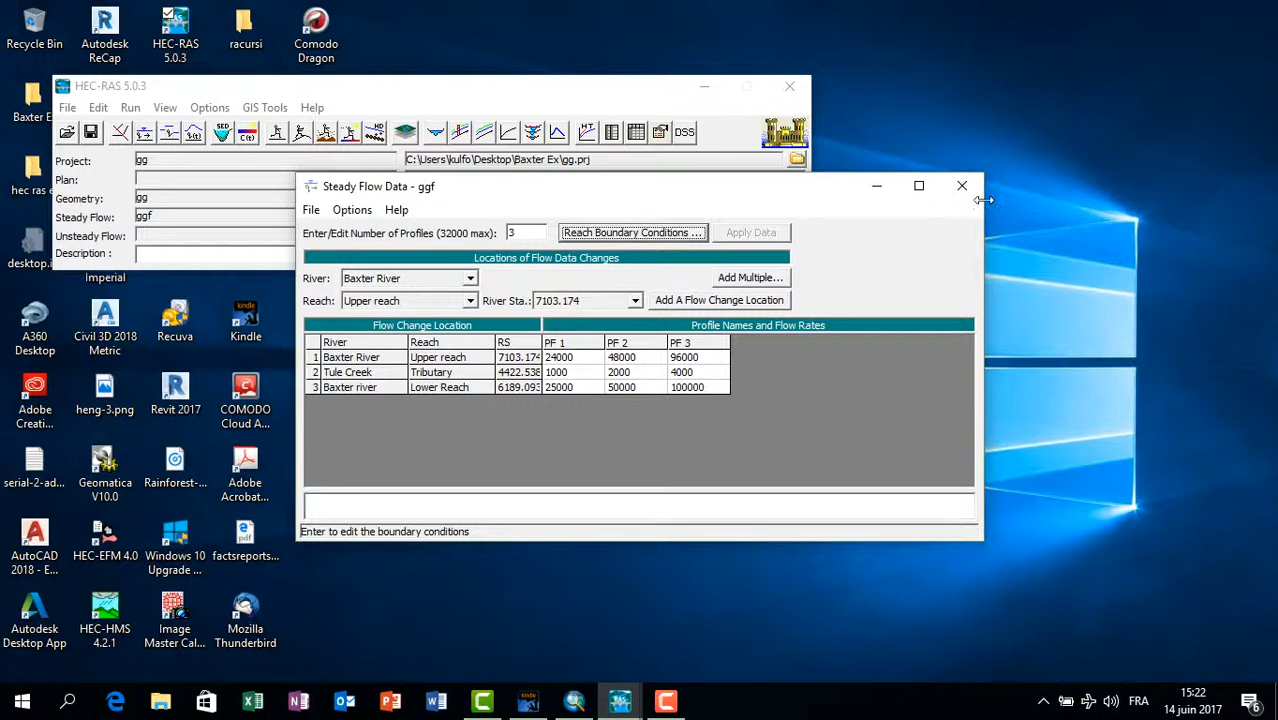 Recycle Bin
Autodesk ReCap
HEC-RAS 5.0.3
racursi
Comodo Dragon
HEC-RAS 5.0.3
File Edit Run View Options GIS Tools Help
DSS
Project: gg C:\Users\kulfo\Desktop\Baxter Ex\gg.prj
Plan:
Geometry: gg
Steady Flow: ggf
Unsteady Flow:
Description :
Baxter E
hec ras e
desktop.i
Imperial
Steady Flow Data - ggf
File Options Help
Enter/Edit Number of Profiles (32000 max): 3 Reach Boundary Conditions ... Apply Data
Locations of Flow Data Changes
River: Baxter River Add Multiple...
Reach: Upper reach River Sta.: 7103.174 Add A Flow Change Location
Flow Change Location Profile Names and Flow Rates
River Reach RS PF 1 PF 2 PF 3
1 Baxter River Upper reach 7103.174 24000 48000 96000
2 Tule Creek Tributary 4422.538 1000 2000 4000
3 Baxter river Lower Reach 6189.093 25000 50000 100000
Enter to edit the boundary conditions
A360 Desktop
Civil 3D 2018 Metric
Recuva
Kindle
Adobe Creati...
heng-3.png
Revit 2017
COMODO Cloud A...
serial-2-ad...
Geomatica V10.0
Rainforest-...
Adobe Acrobat...
AutoCAD 2018 - E...
HEC-EFM 4.0
Windows 10 Upgrade ...
factsreports...
Autodesk Desktop App
HEC-HMS 4.2.1
Image Master Cal...
Mozilla Thunderbird
FRA
15:22
14 juin 2017
6